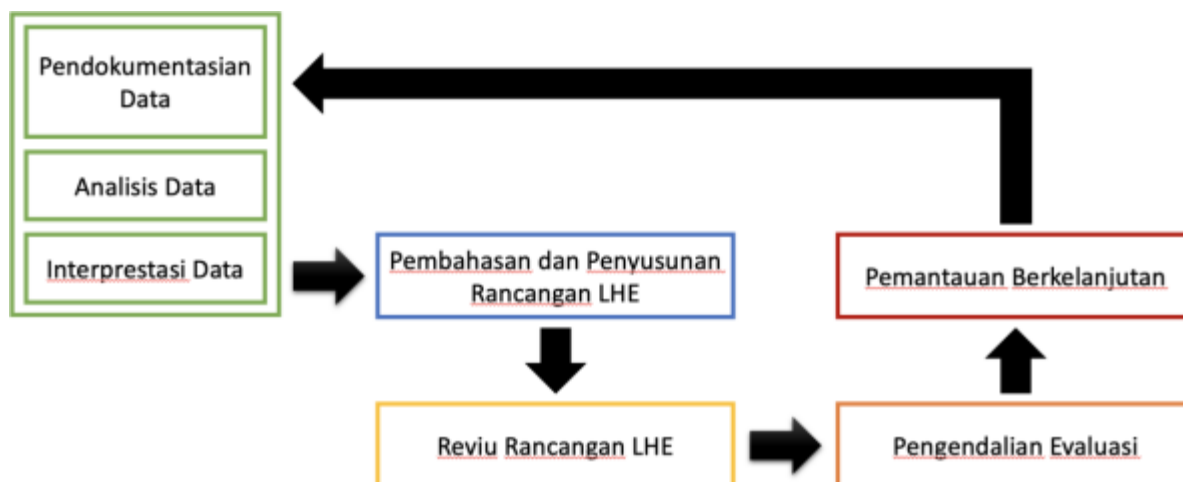 Pendokumentasian
Data
Analisis Data
Interprestasi Data
Pembahasan dan Penyusunan
Rancangan LHE
Pemantauan Berkelanjutan
Reviu Rancangan LHE
Pengendalian Evaluasi